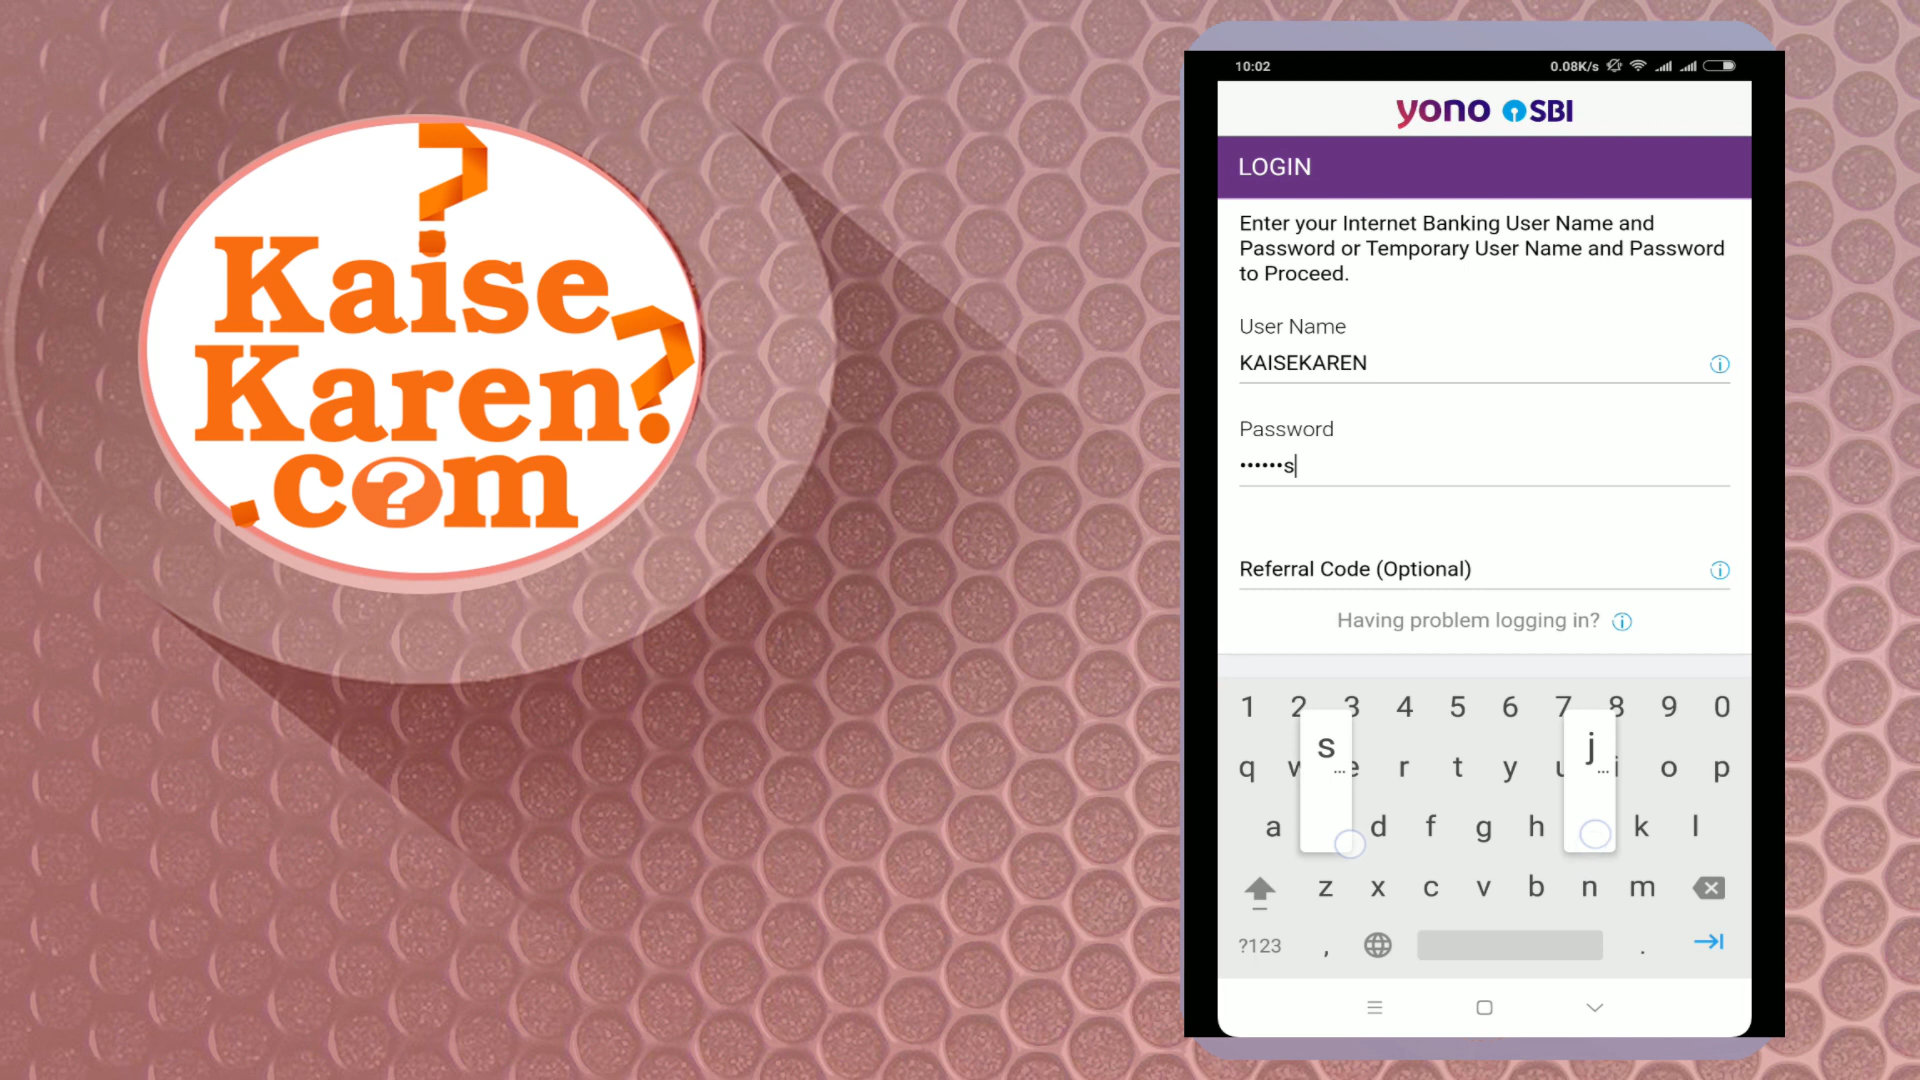 ?
Kaise
Karen?
.com
10:02 0.08K/s
yono SBI
LOGIN
Enter your Internet Banking User Name and
Password or Temporary User Name and Password
to Proceed.
User Name
KAISEKAREN
Password
••••••s
Referral Code (Optional)
Having problem logging in?
1 2 3 4 5 6 7 8 9 0
s j
q w e r t y u i o p
a d f g h k l
z x c v b n m
?123 , .